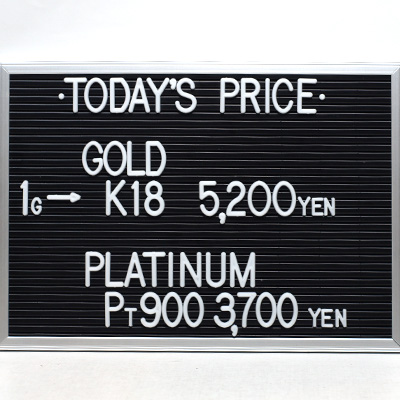 ·TODAY'S PRICE·
GOLD
1G→ K18 5,200YEN
PLATINUM
PT900 3,700 YEN